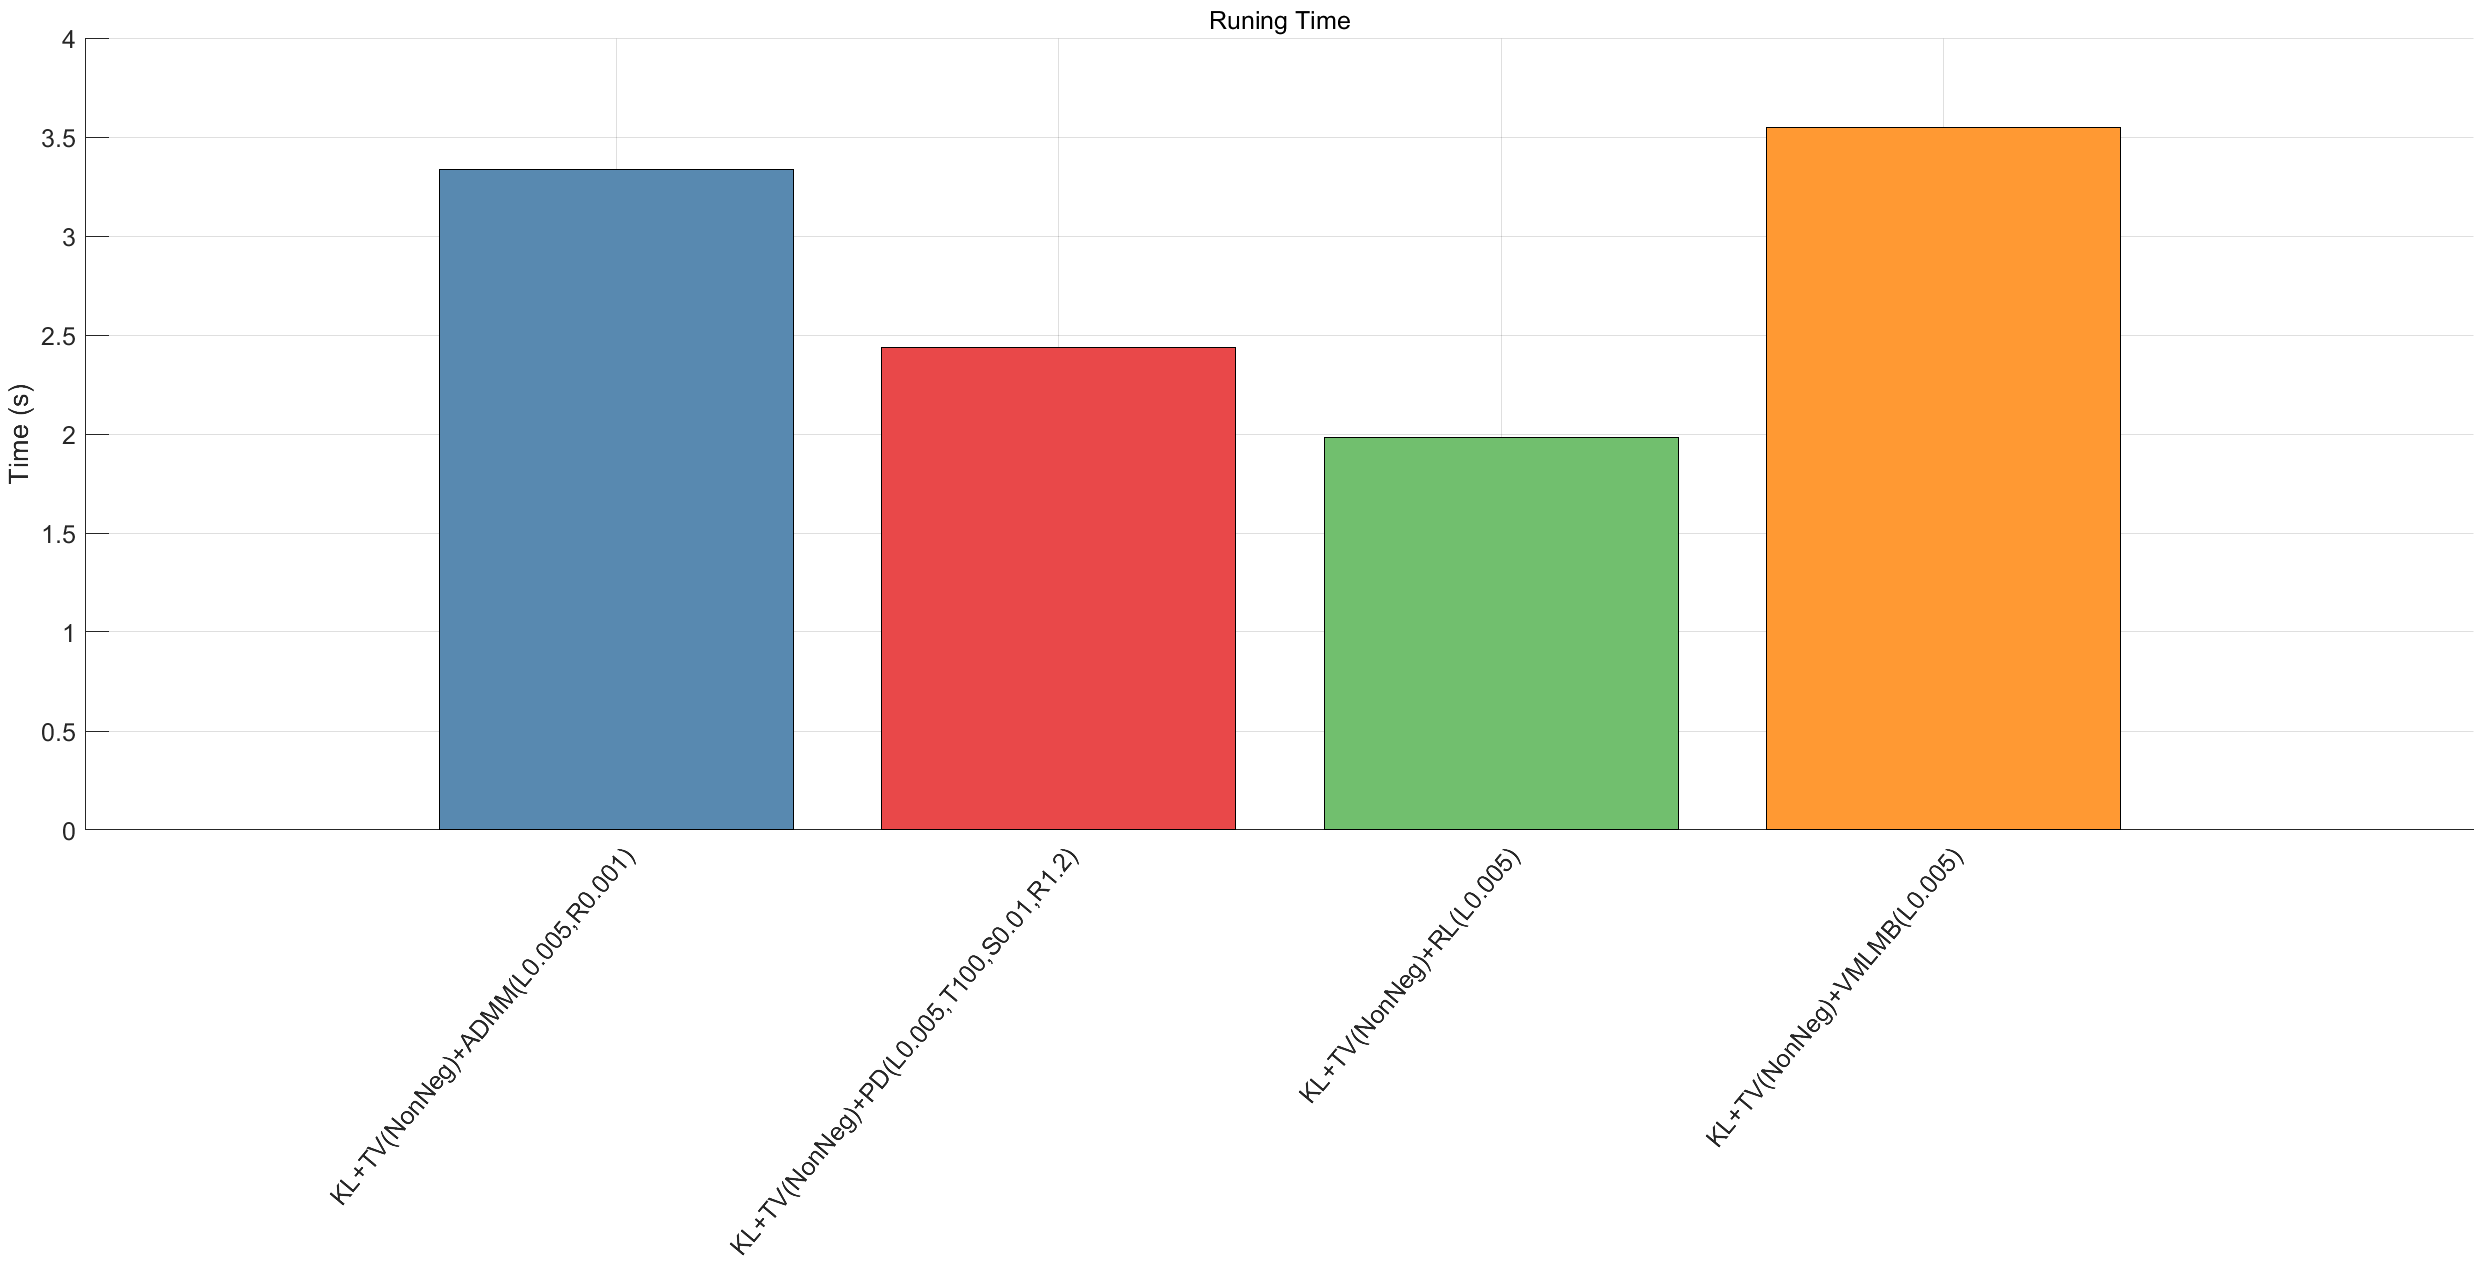 Runing Time
Time (s)
4
3.5
3
2.5
2
1.5
1
0.5
0
KL+TV(NonNeg)+ADMM(L0.005,R0.001)
KL+TV(NonNeg)+PD(L0.005,T100,S0.01,R1.2)
KL+TV(NonNeg)+RL(L0.005)
KL+TV(NonNeg)+VMLMB(L0.005)